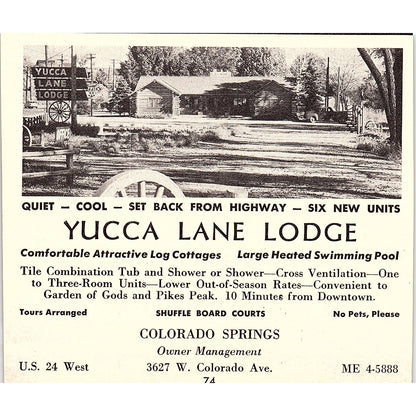 YUCCA
LANE
LODGE
QUIET — COOL — SET BACK FROM HIGHWAY — SIX NEW UNITS
YUCCA LANE LODGE
Comfortable Attractive Log Cottages Large Heated Swimming Pool
Tile Combination Tub and Shower or Shower—Cross Ventilation—One
to Three-Room Units—Lower Out-of-Season Rates—Convenient to
Garden of Gods and Pikes Peak. 10 Minutes from Downtown.
Tours Arranged SHUFFLE BOARD COURTS No Pets, Please
COLORADO SPRINGS
Owner Management
U.S. 24 West 3627 W. Colorado Ave. ME 4-5888
74